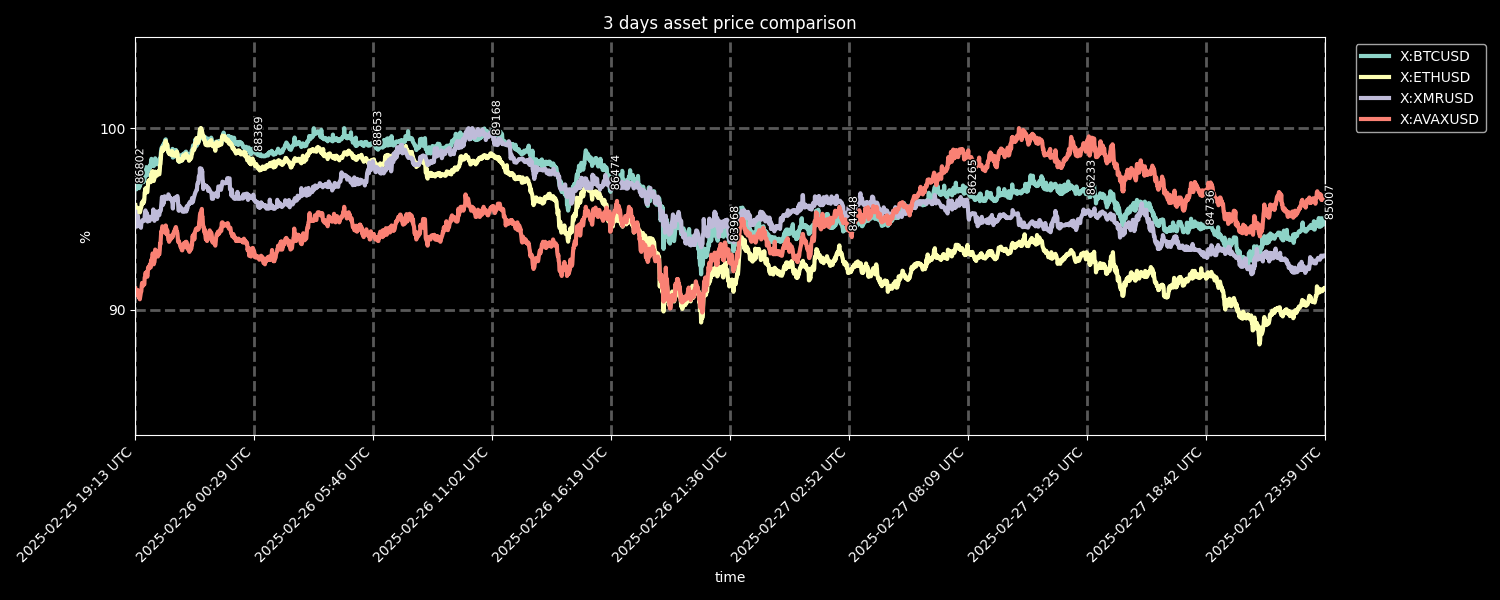 3 days asset price comparison
X:BTCUSD
X:ETHUSD
X:XMRUSD
X:AVAXUSD
100
90
%
86802
88369
88653
89168
86474
83968
84448
86265
86233
84736
85007
2025-02-25 19:13 UTC
2025-02-26 00:29 UTC
2025-02-26 05:46 UTC
2025-02-26 11:02 UTC
2025-02-26 16:19 UTC
2025-02-26 21:36 UTC
2025-02-27 02:52 UTC
2025-02-27 08:09 UTC
2025-02-27 13:25 UTC
2025-02-27 18:42 UTC
2025-02-27 23:59 UTC
time